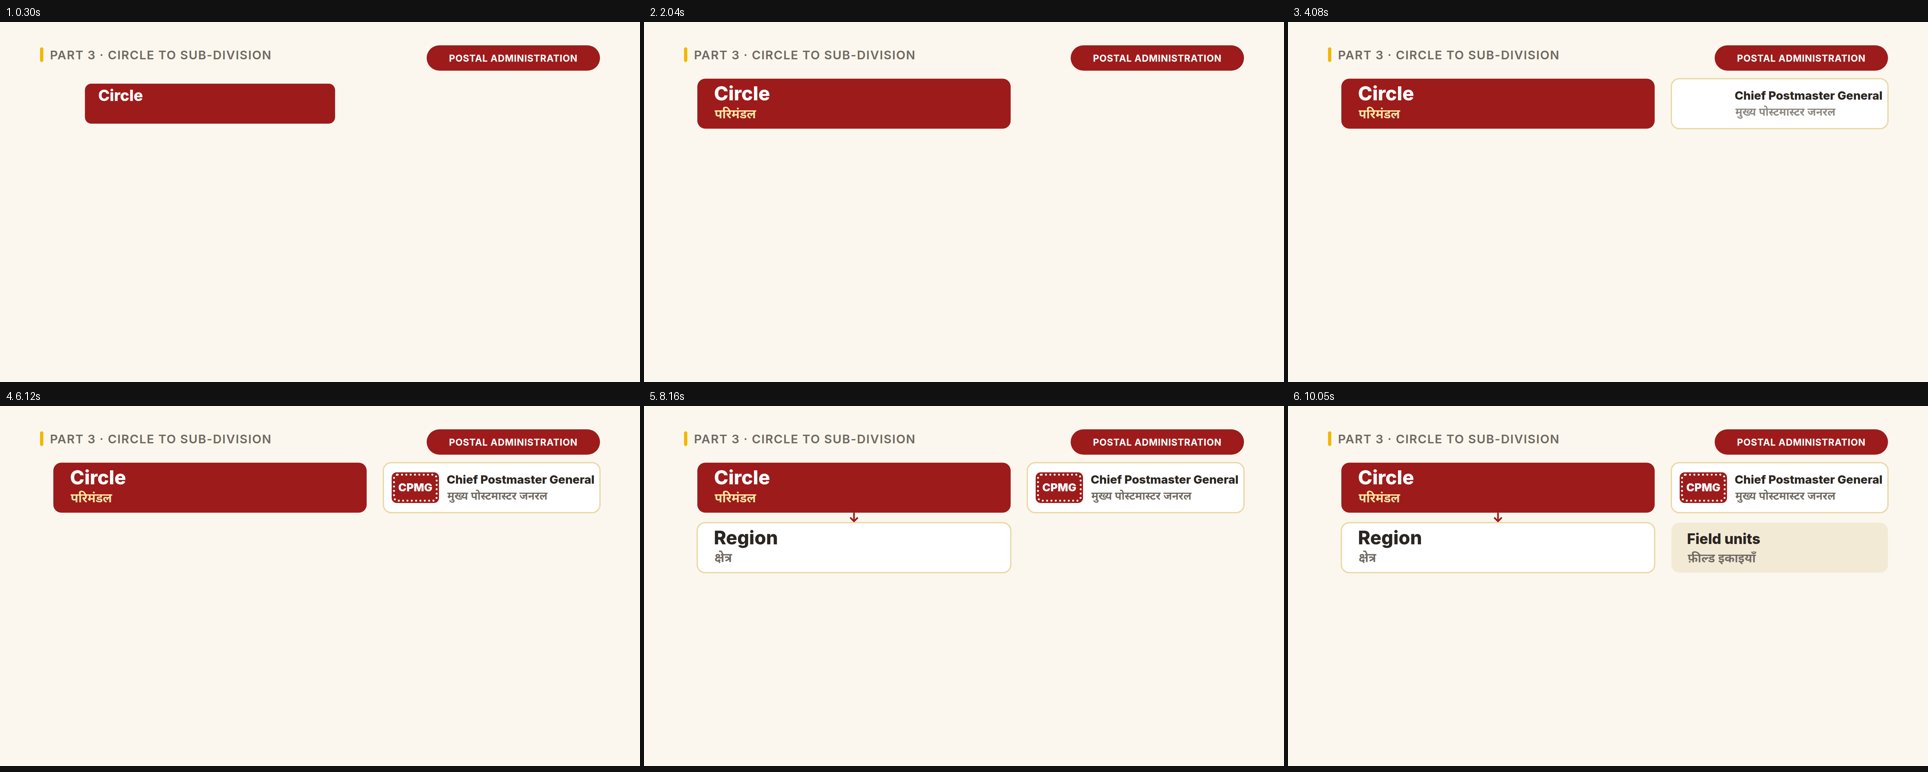 1. 0.30s
PART 3 · CIRCLE TO SUB-DIVISION
POSTAL ADMINISTRATION
Circle
2. 2.04s
PART 3 · CIRCLE TO SUB-DIVISION
POSTAL ADMINISTRATION
Circle
परिमंडल
3. 4.08s
PART 3 · CIRCLE TO SUB-DIVISION
POSTAL ADMINISTRATION
Circle
परिमंडल
Chief Postmaster General
मुख्य पोस्टमास्टर जनरल
4. 6.12s
PART 3 · CIRCLE TO SUB-DIVISION
POSTAL ADMINISTRATION
Circle
परिमंडल
CPMG
Chief Postmaster General
मुख्य पोस्टमास्टर जनरल
5. 8.16s
PART 3 · CIRCLE TO SUB-DIVISION
POSTAL ADMINISTRATION
Circle
परिमंडल
CPMG
Chief Postmaster General
मुख्य पोस्टमास्टर जनरल
Region
क्षेत्र
6. 10.05s
PART 3 · CIRCLE TO SUB-DIVISION
POSTAL ADMINISTRATION
Circle
परिमंडल
CPMG
Chief Postmaster General
मुख्य पोस्टमास्टर जनरल
Region
क्षेत्र
Field units
फ़ील्ड इकाइयाँ